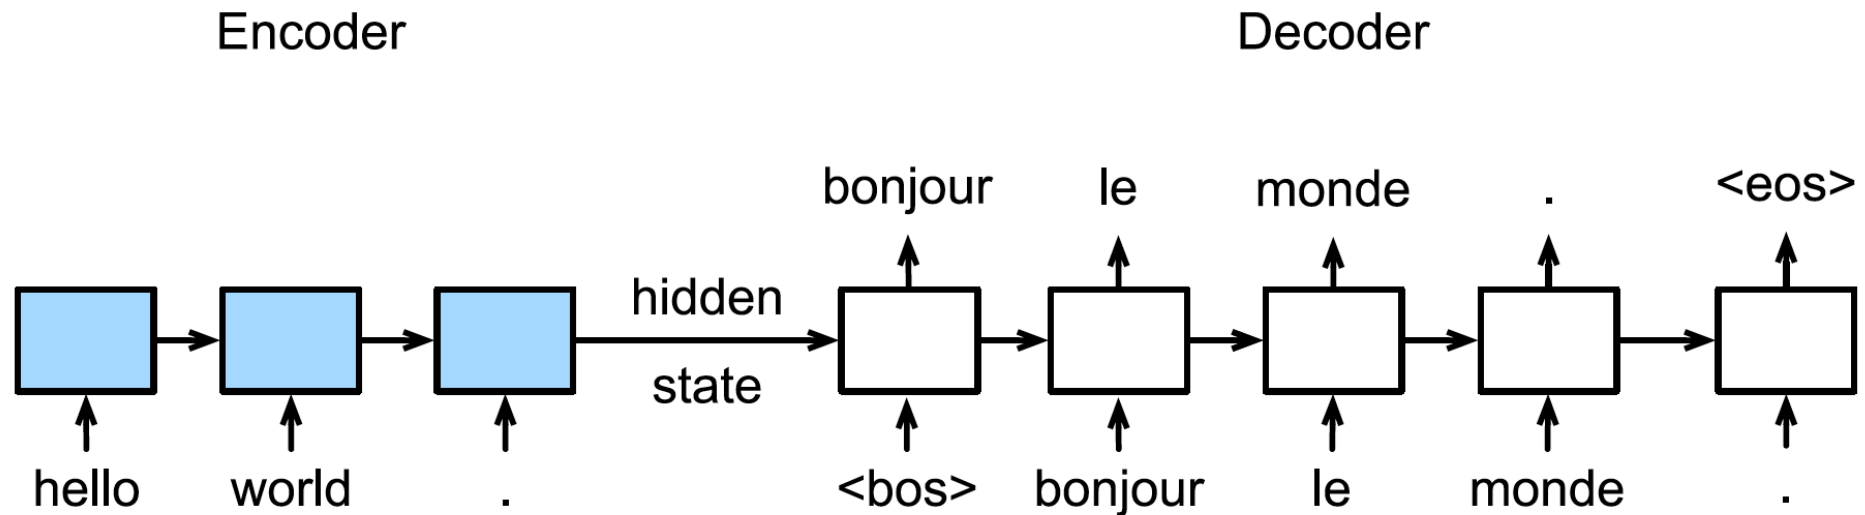 Encoder Decoder
bonjour le monde . <eos>
hidden
state
hello world . <bos> bonjour le monde .